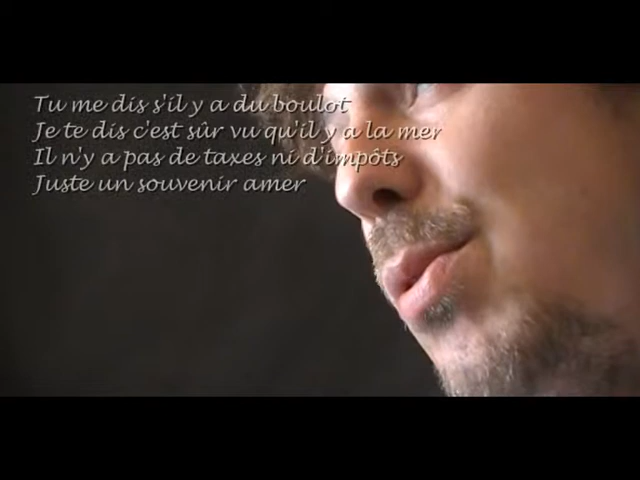 Tu me dis s'il y a du boulot
Je te dis c'est sûr vu qu'il y a la mer
Il n'y a pas de taxes ni d'impôts
Juste un souvenir amer